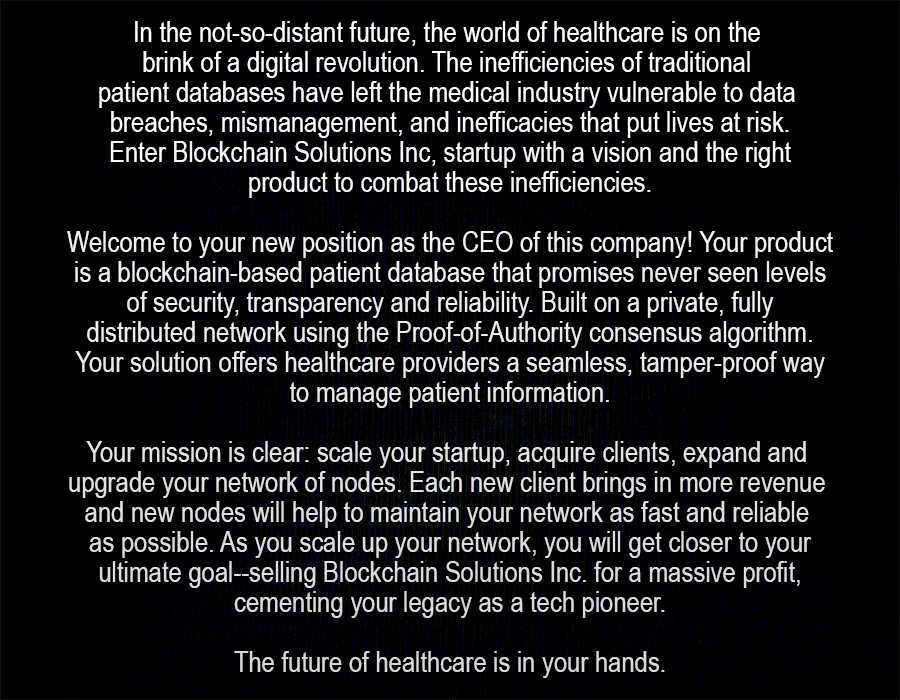 In the not-so-distant future, the world of healthcare is on the
brink of a digital revolution. The inefficiencies of traditional
patient databases have left the medical industry vulnerable to data
breaches, mismanagement, and inefficacies that put lives at risk.
Enter Blockchain Solutions Inc, startup with a vision and the right
product to combat these inefficiencies.
Welcome to your new position as the CEO of this company! Your product
is a blockchain-based patient database that promises never seen levels
of security, transparency and reliability. Built on a private, fully
distributed network using the Proof-of-Authority consensus algorithm.
Your solution offers healthcare providers a seamless, tamper-proof way
to manage patient information.
Your mission is clear: scale your startup, acquire clients, expand and
upgrade your network of nodes. Each new client brings in more revenue
and new nodes will help to maintain your network as fast and reliable
as possible. As you scale up your network, you will get closer to your
ultimate goal--selling Blockchain Solutions Inc. for a massive profit,
cementing your legacy as a tech pioneer.
The future of healthcare is in your hands.